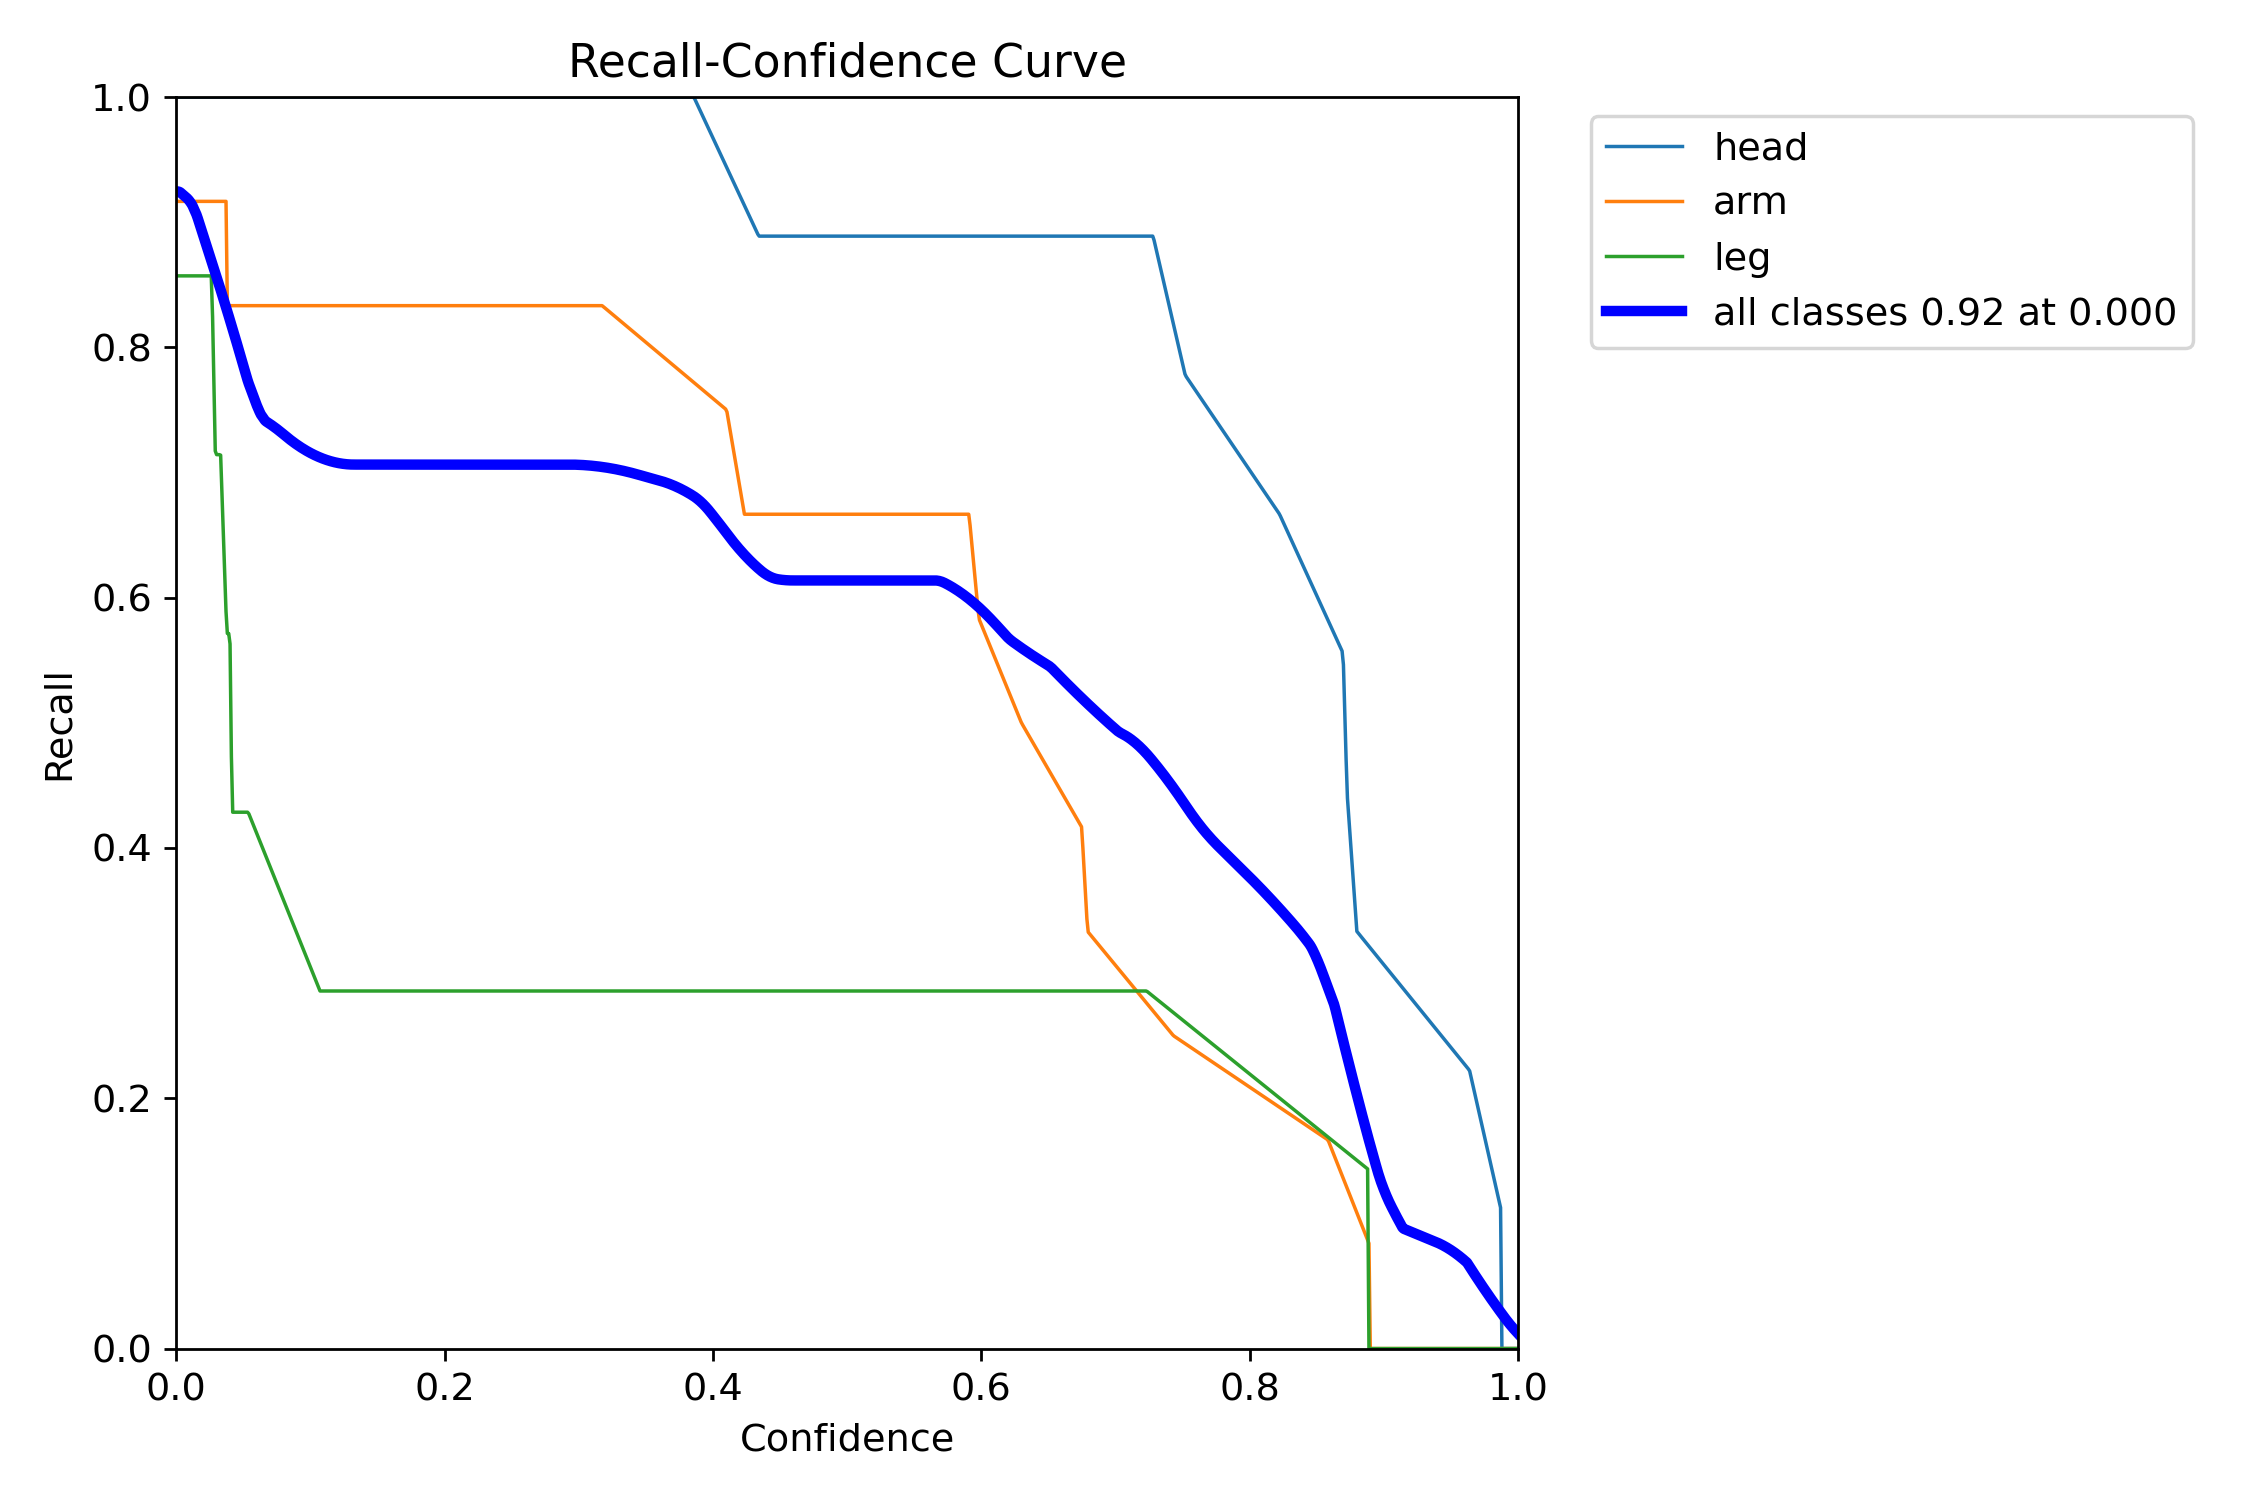 Recall-Confidence Curve
1.0
0.8
0.6
0.4
0.2
0.0
Recall
0.0 0.2 0.4 0.6 0.8 1.0
Confidence
head
arm
leg
all classes 0.92 at 0.000